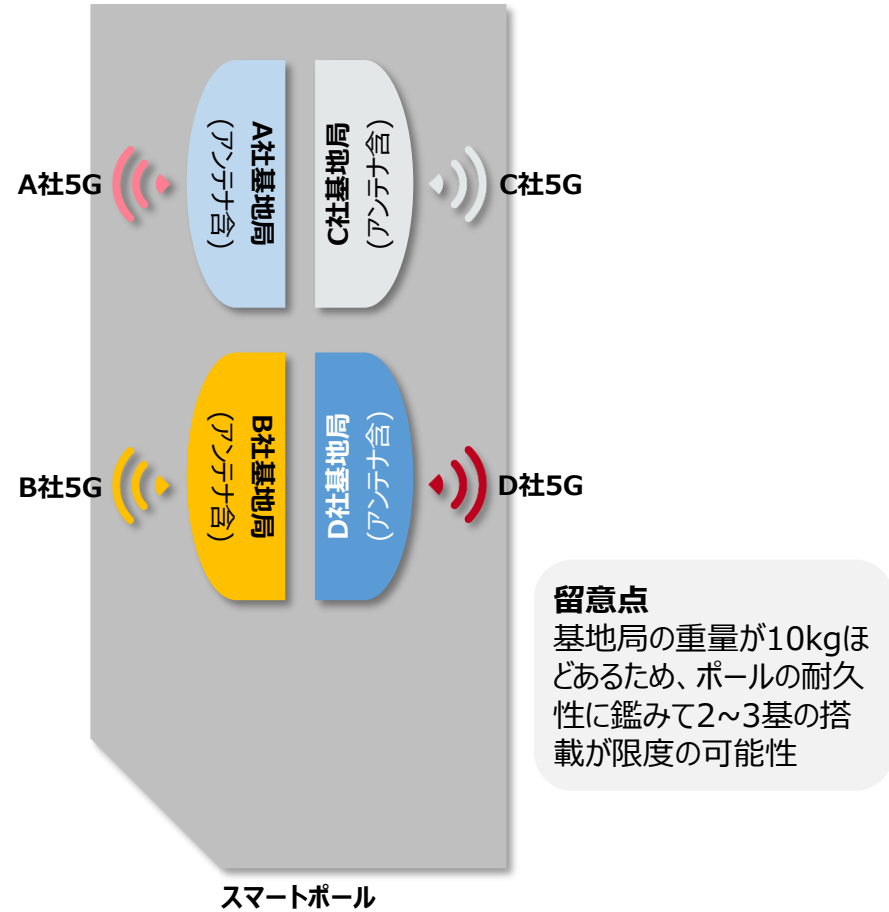 A社5G
A社基地局
(アンテナ含)
C社基地局
(アンテナ含)
C社5G
B社5G
B社基地局
(アンテナ含)
D社基地局
(アンテナ含)
D社5G
留意点
基地局の重量が10kgほ
どあるため、ポールの耐久
性に鑑みて2~3基の搭
載が限度の可能性
スマートポール